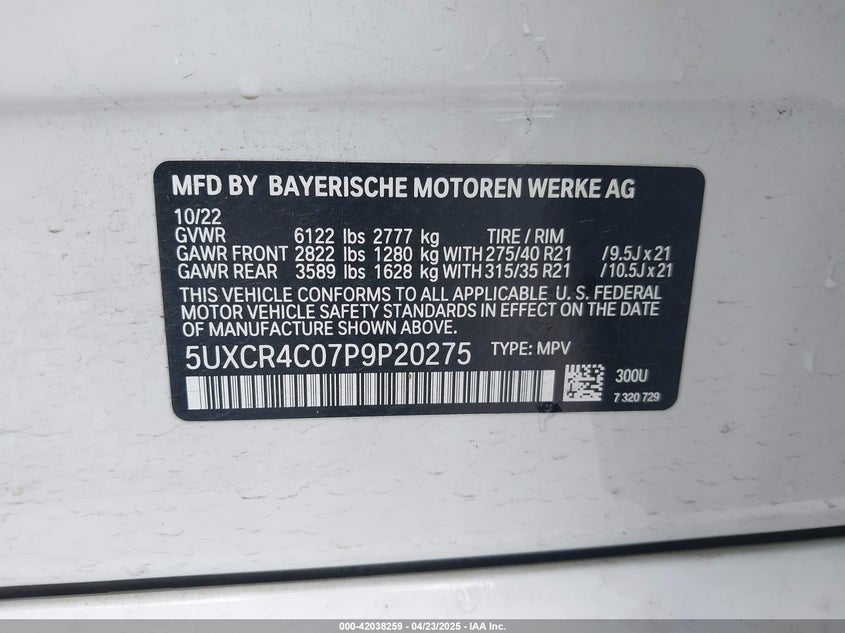 MFD BY BAYERISCHE MOTOREN WERKE AG
10/22
GVWR 6122 lbs 2777 kg TIRE / RIM
GAWR FRONT 2822 lbs 1280 kg WITH 275/40 R21 / 9.5J x 21
GAWR REAR 3589 lbs 1628 kg WITH 315/35 R21 / 10.5J x 21
THIS VEHICLE CONFORMS TO ALL APPLICABLE U. S. FEDERAL
MOTOR VEHICLE SAFETY STANDARDS IN EFFECT ON THE DATE
OF MANUFACTURE SHOWN ABOVE.
5UXCR4C07P9P20275 TYPE: MPV
300U
7 320 729
000-42038259 - 04/23/2025 - IAA Inc.